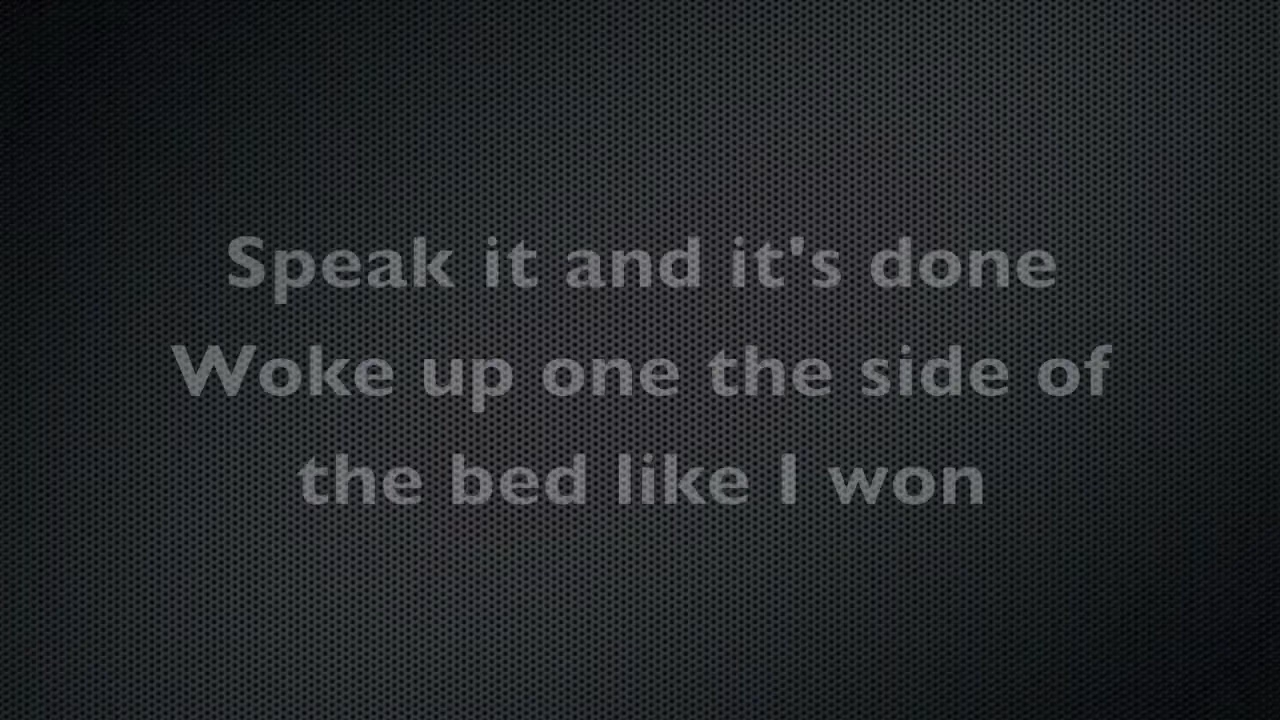 Speak it and it's done
Woke up one the side of
the bed like I won